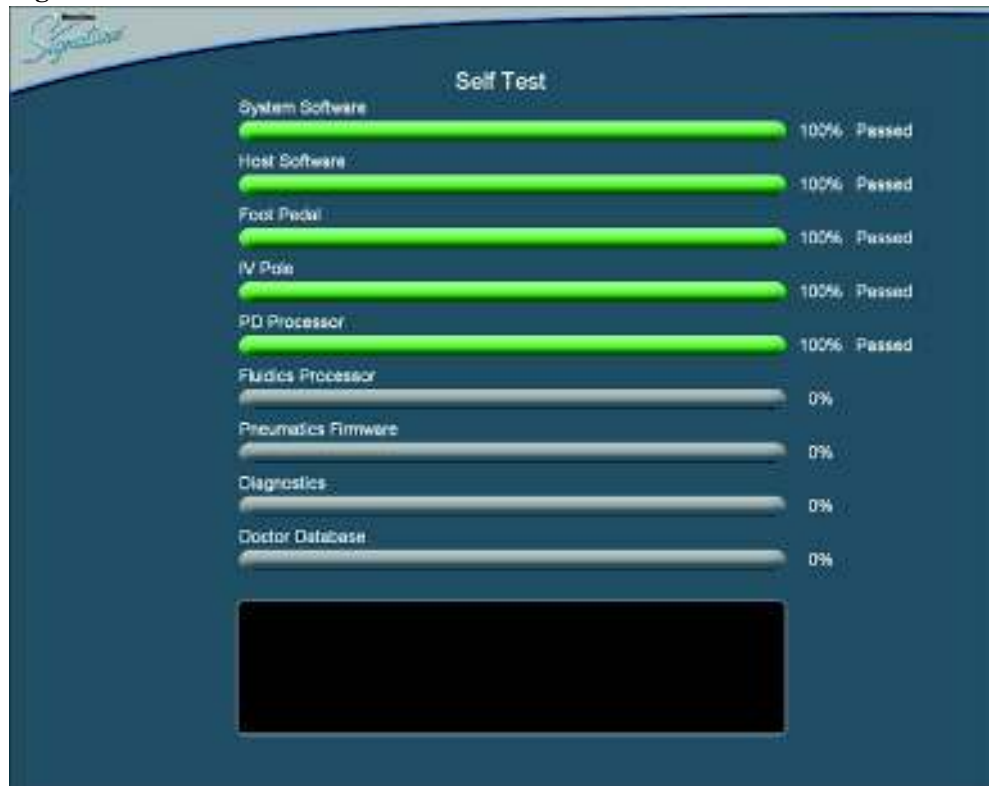 Signature
Self Test
System Software
100% Passed
Host Software
100% Passed
Foot Pedal
100% Passed
IV Pole
100% Passed
PD Processor
100% Passed
Fluidics Processor
0%
Pneumatics Firmware
0%
Diagnostics
0%
Doctor Database
0%